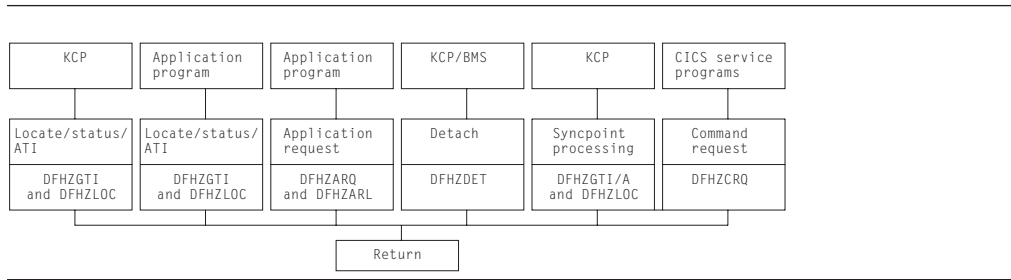 KCP
Application
program
Application
program
KCP/BMS
KCP
CICS service
programs
Locate/status/
ATI
Locate/status/
ATI
Application
request
Detach
Syncpoint
processing
Command
request
DFHZGTI
and DFHZLOC
DFHZGTI
and DFHZLOC
DFHZARQ
and DFHZARL
DFHZDET
DFHZGTI/A
and DFHZLOC
DFHZCRQ
Return